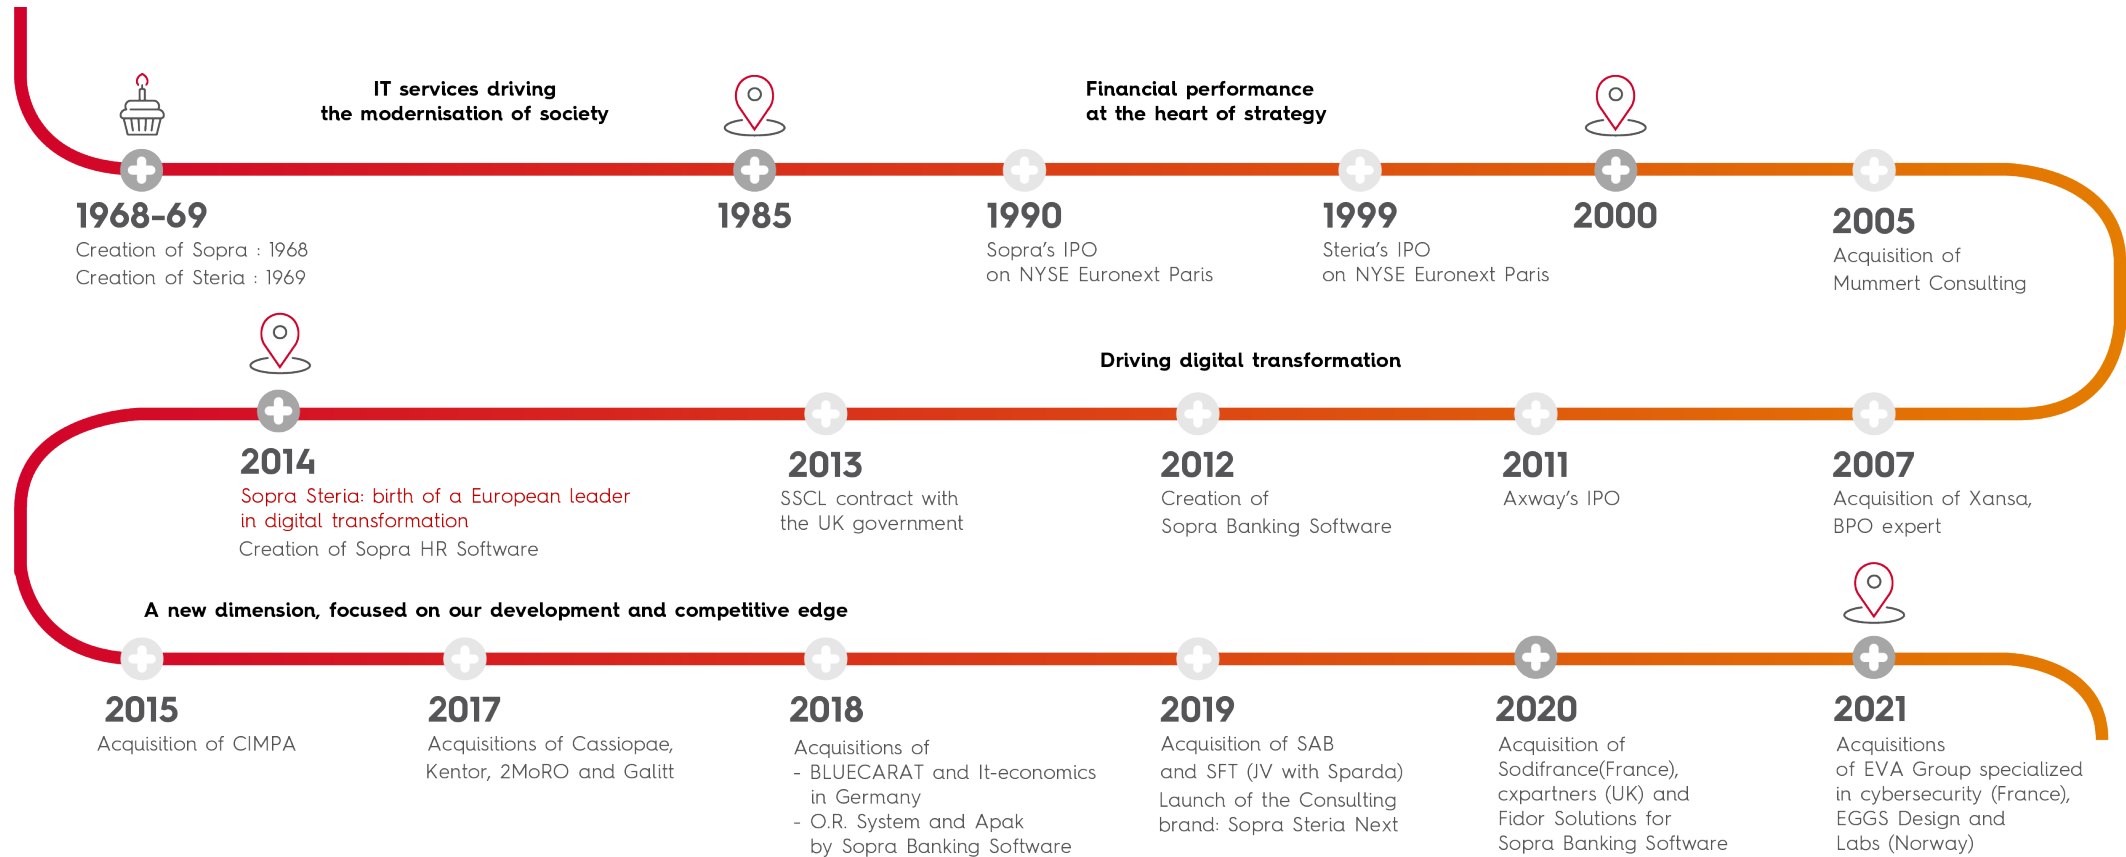 IT services driving
the modernisation of society
Financial performance
at the heart of strategy
1968-69
Creation of Sopra : 1968
Creation of Steria : 1969
1985
1990
Sopra's IPO
on NYSE Euronext Paris
1999
Steria's IPO
on NYSE Euronext Paris
2000
2005
Acquisition of
Mummert Consulting
Driving digital transformation
2014
Sopra Steria: birth of a European leader
in digital transformation
Creation of Sopra HR Software
2013
SSCL contract with
the UK government
2012
Creation of
Sopra Banking Software
2011
Axway's IPO
2007
Acquisition of Xansa,
BPO expert
A new dimension, focused on our development and competitive edge
2015
Acquisition of CIMPA
2017
Acquisitions of Cassiopae,
Kentor, 2MoRO and Galitt
2018
Acquisitions of
- BLUECARAT and It-economics
in Germany
- O.R. System and Apak
by Sopra Banking Software
2019
Acquisition of SAB
and SFT (JV with Sparda)
Launch of the Consulting
brand: Sopra Steria Next
2020
Acquisition of
Sodifrance(France),
cxpartners (UK) and
Fidor Solutions for
Sopra Banking Software
2021
Acquisitions
of EVA Group specialized
in cybersecurity (France),
EGGS Design and
Labs (Norway)